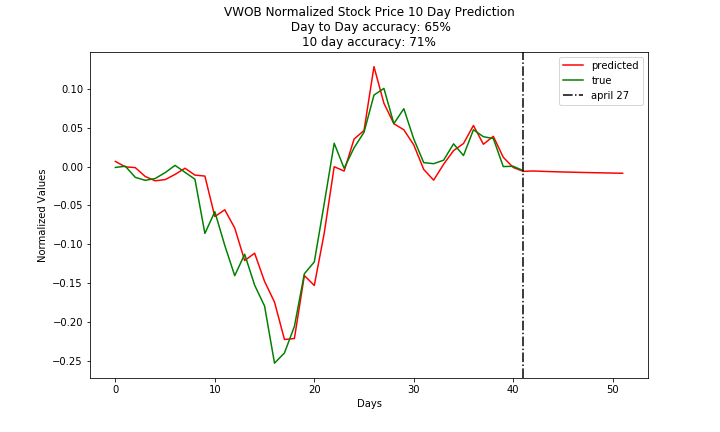 VWOB Normalized Stock Price 10 Day Prediction
Day to Day accuracy: 65%
10 day accuracy: 71%
predicted
true
april 27
Normalized Values
0.10
0.05
0.00
−0.05
−0.10
−0.15
−0.20
−0.25
0 10 20 30 40 50
Days